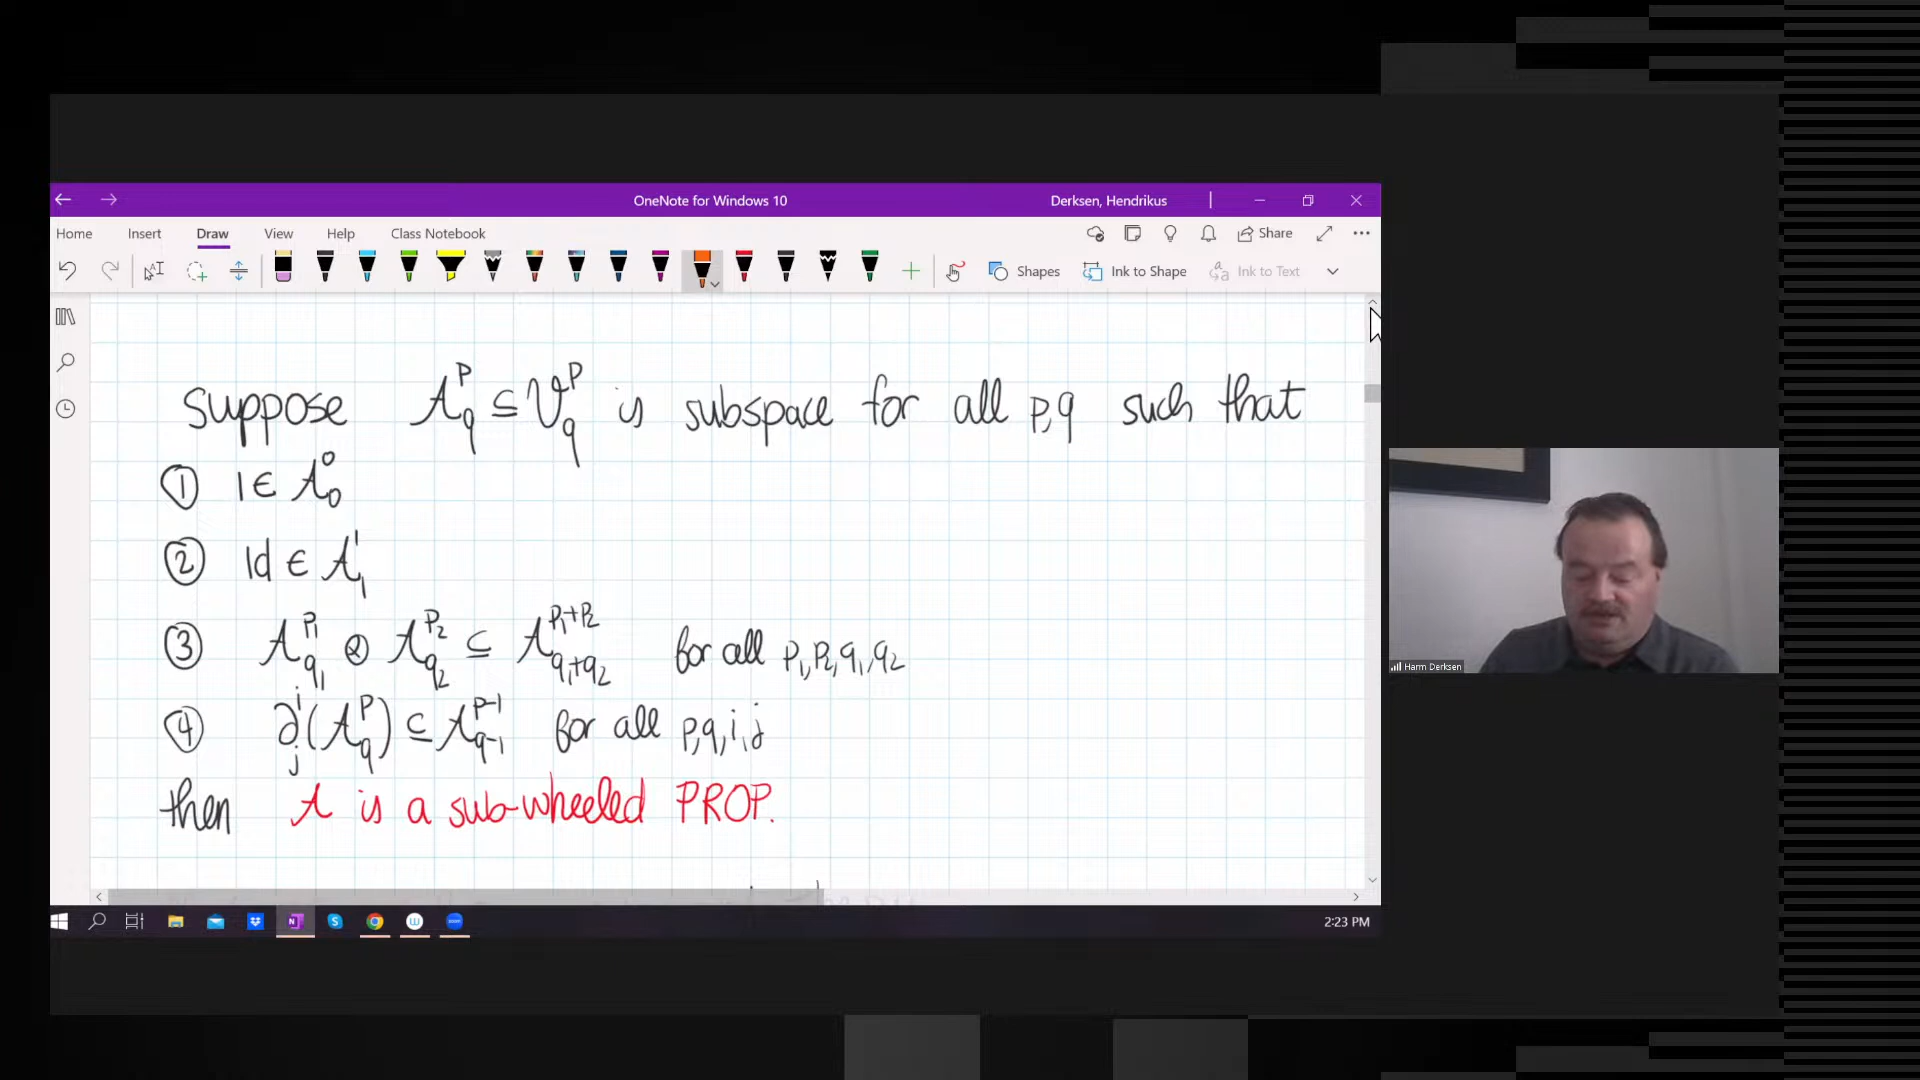 OneNote for Windows 10
Derksen, Hendrikus
Home Insert Draw View Help Class Notebook
Share
Shapes Ink to Shape Ink to Text
Suppose 𝒜^p_q ⊆ 𝒱^p_q is subspace for all p,q such that
① 1 ∈ 𝒜^0_0
② Id ∈ 𝒜^1_1
③ 𝒜^{p_1}_{q_1} ⊗ 𝒜^{p_2}_{q_2} ⊆ 𝒜^{p_1+p_2}_{q_1+q_2} for all p_1,p_2,q_1,q_2
④ ∂^i_j(𝒜^p_q) ⊆ 𝒜^{p-1}_{q-1} for all p,q,i,j
then 𝒜 is a sub-wheeled PROP.
Harm Derksen
2:23 PM